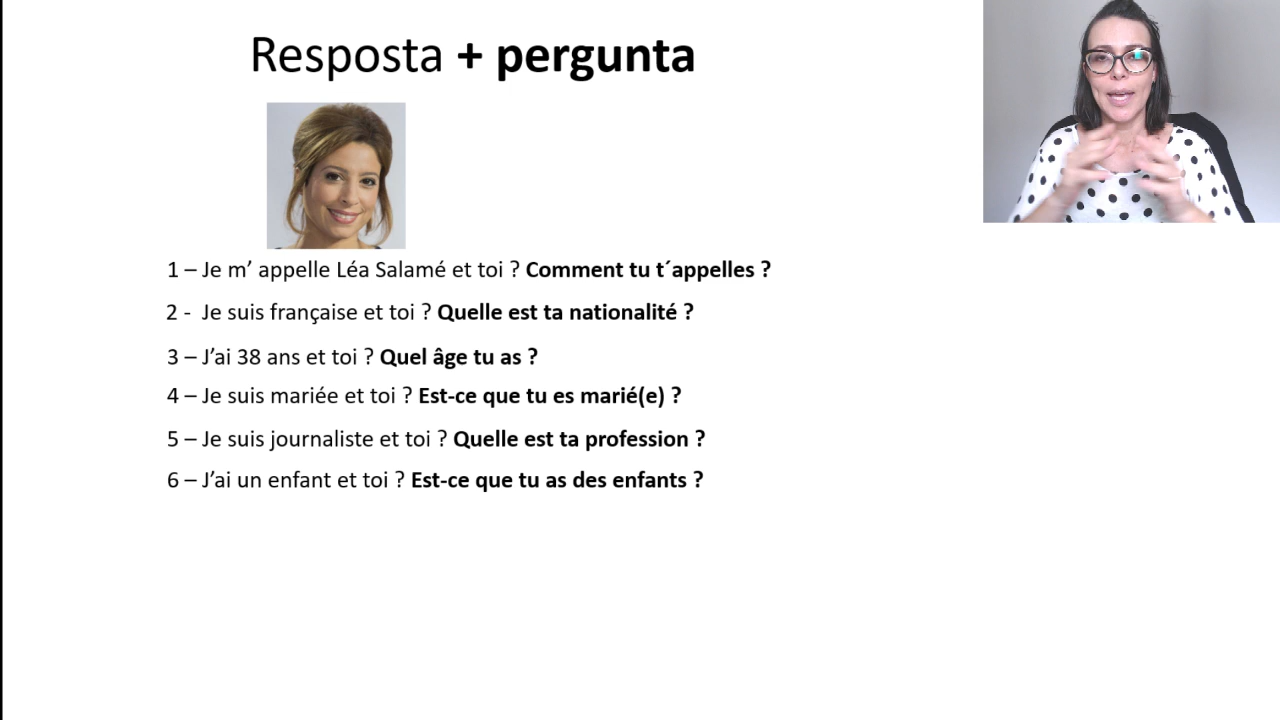 Resposta + pergunta
1 – Je m’ appelle Léa Salamé et toi ? Comment tu t´appelles ?
2 - Je suis française et toi ? Quelle est ta nationalité ?
3 – J’ai 38 ans et toi ? Quel âge tu as ?
4 – Je suis mariée et toi ? Est-ce que tu es marié(e) ?
5 – Je suis journaliste et toi ? Quelle est ta profession ?
6 – J’ai un enfant et toi ? Est-ce que tu as des enfants ?